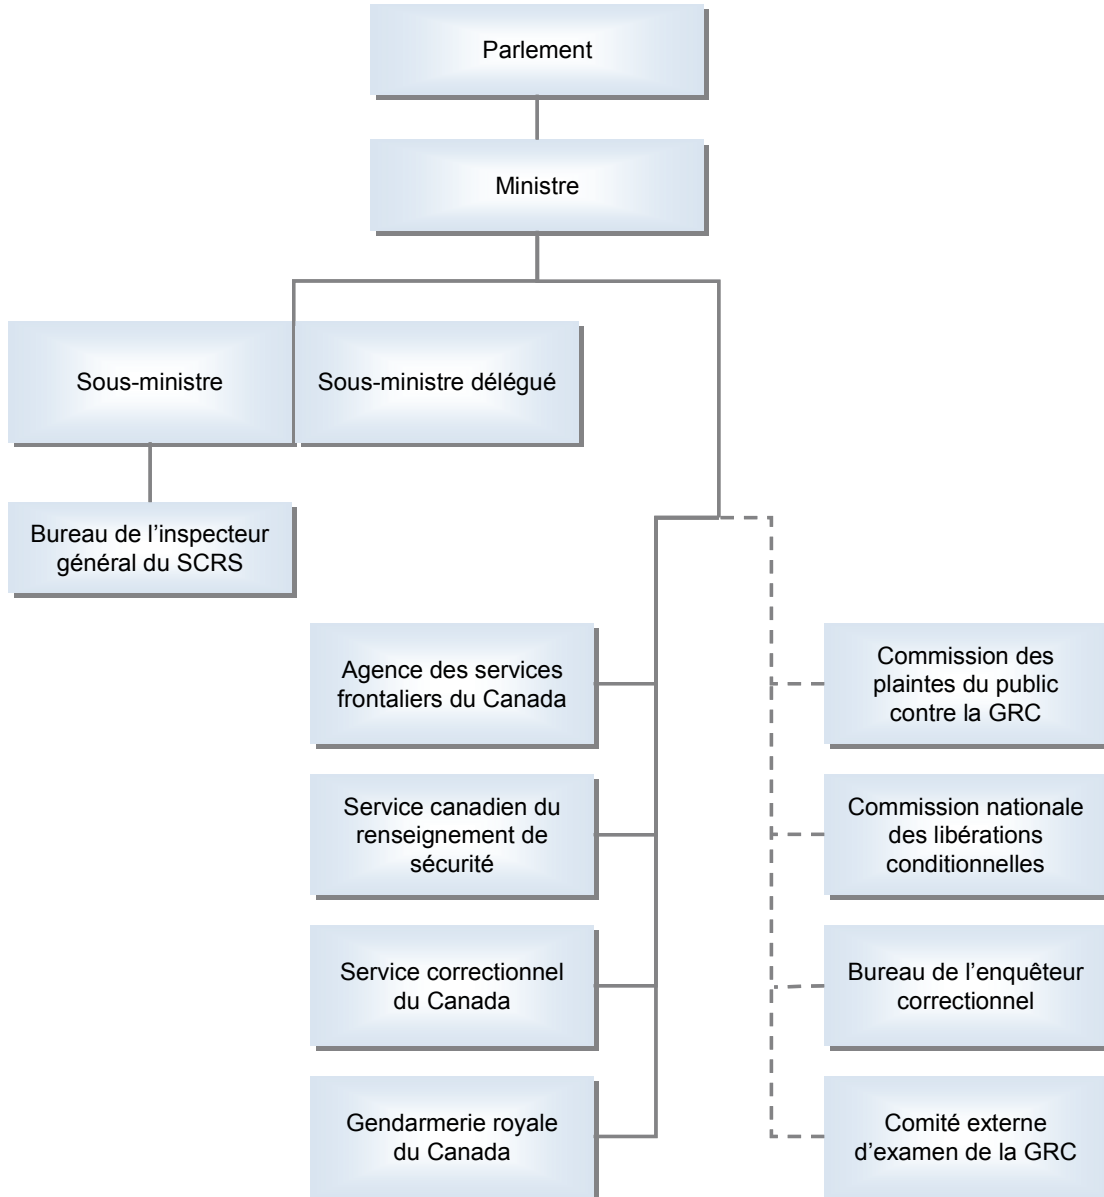 Parlement
Ministre
Sous-ministre
Sous-ministre délégué
Bureau de l’inspecteur
général du SCRS
Agence des services
frontaliers du Canada
Commission des
plaintes du public
contre la GRC
Service canadien du
renseignement de
sécurité
Commission nationale
des libérations
conditionnelles
Service correctionnel
du Canada
Bureau de l’enquêteur
correctionnel
Gendarmerie royale
du Canada
Comité externe
d’examen de la GRC